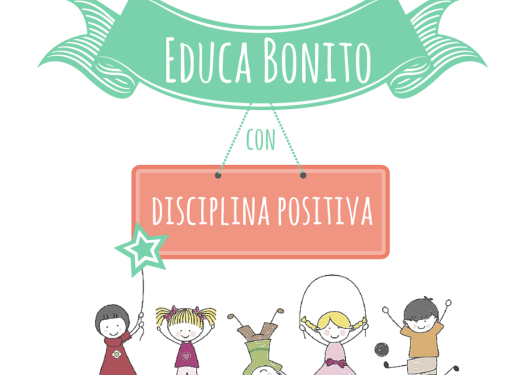 EDUCA BONITO
CON
DISCIPLINA POSITIVA